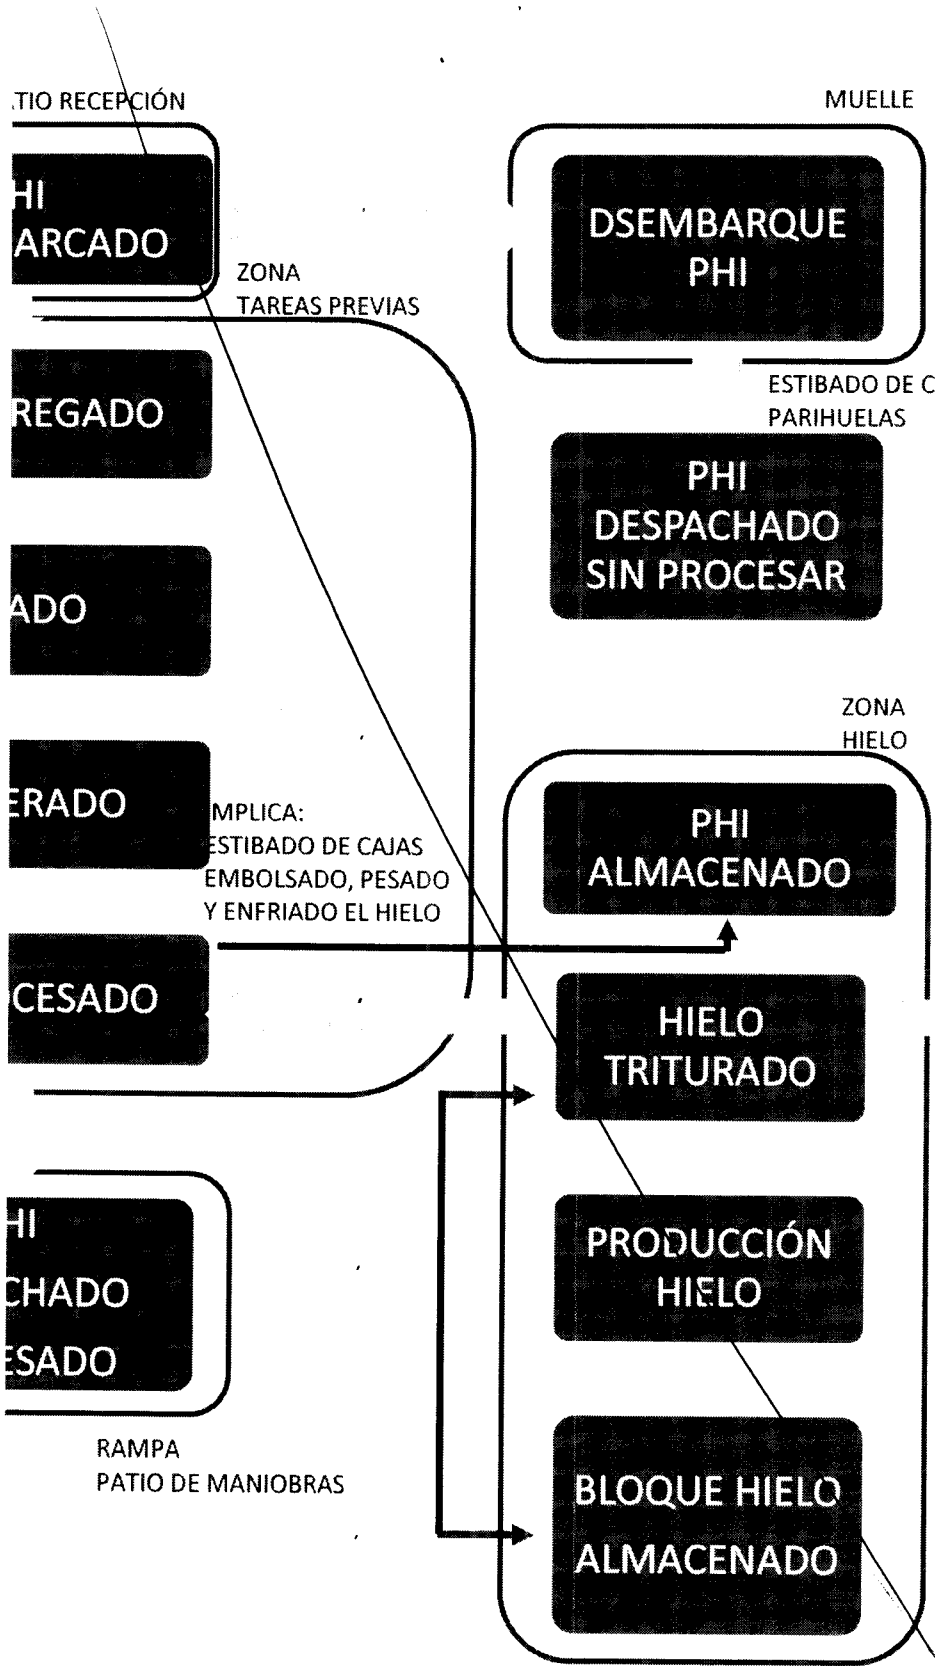 TIO RECEPCIÓN
HI
ARCADO
ZONA
TAREAS PREVIAS
REGADO
ADO
ERADO
MPLICA:
ESTIBADO DE CAJAS
EMBOLSADO, PESADO
Y ENFRIADO EL HIELO
CESADO
HI
CHADO
ESADO
RAMPA
PATIO DE MANIOBRAS
MUELLE
DSEMBARQUE
PHI
ESTIBADO DE C
PARIHUELAS
PHI
DESPACHADO
SIN PROCESAR
ZONA
HIELO
PHI
ALMACENADO
HIELO
TRITURADO
PRODUCCIÓN
HIELO
BLOQUE HIELO
ALMACENADO